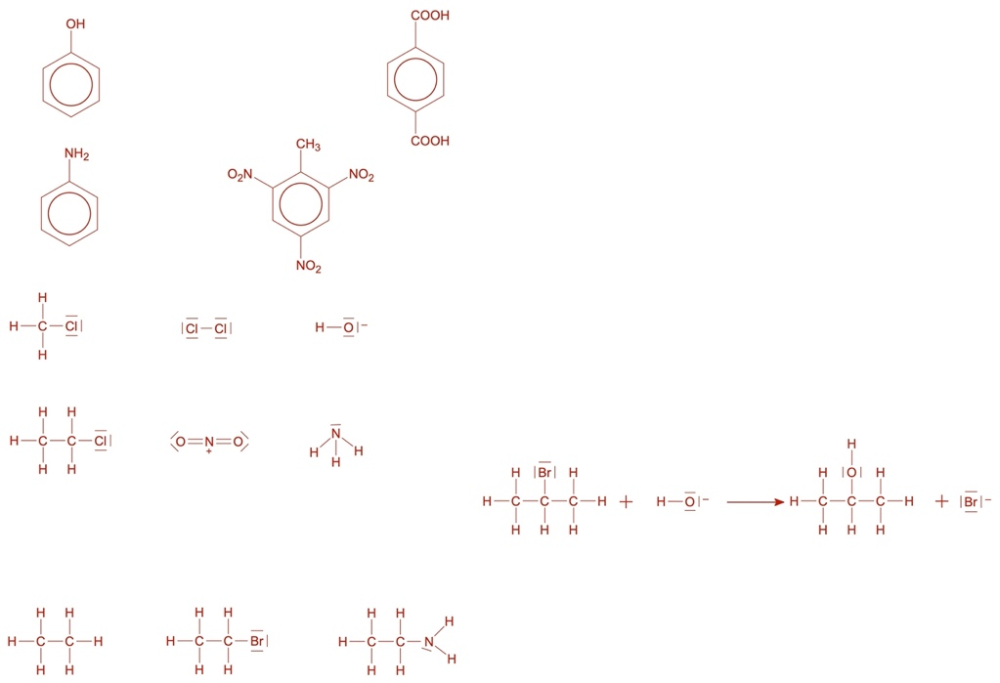 OH
COOH
COOH
NH2
CH3
O2N
NO2
NO2
H
H—C—Cl
H
Cl—Cl
H—O−
H H
H—C—C—Cl
H H
O=N=O
+
N
H H
H
H Br H
H—C—C—C—H
H H H
+
H—O−
H
H O H
H—C—C—C—H
H H H
+
Br−
H H
H—C—C—H
H H
H H
H—C—C—Br
H H
H H H
H—C—C—N
H H H